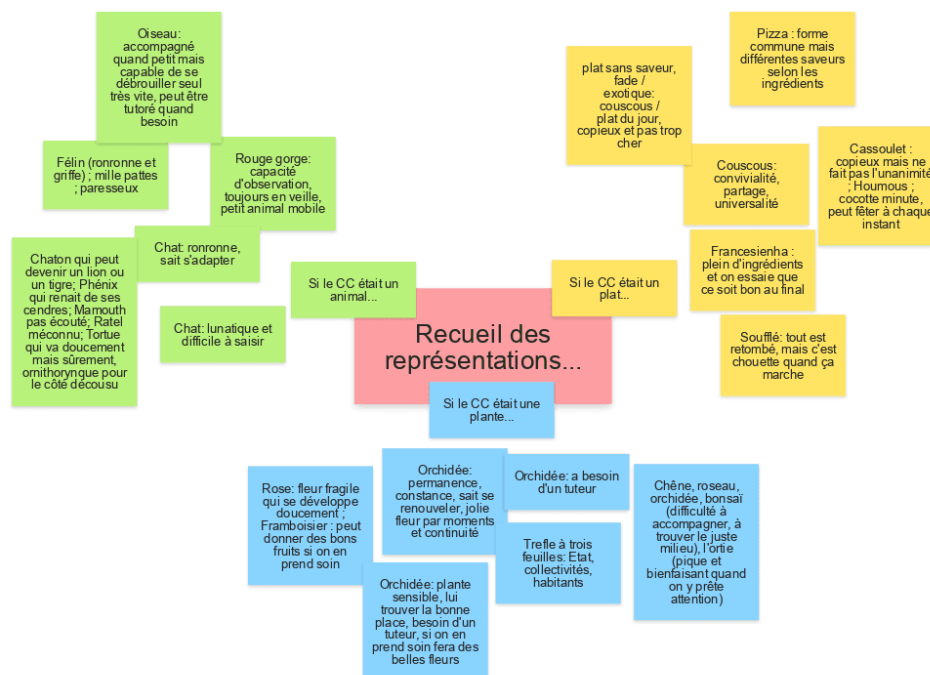 Oiseau:
accompagné
quand petit mais
capable de se
débrouiller seul
très vite, peut être
tutoré quand
besoin
Félin (ronronne et
griffe) ; mille pattes
; paresseux
Rouge gorge:
capacité
d'observation,
toujours en veille,
petit animal mobile
Chat: ronronne,
sait s'adapter
Chaton qui peut
devenir un lion ou
un tigre; Phénix
qui renait de ses
cendres; Mamouth
pas écouté; Ratel
méconnu; Tortue
qui va doucement
mais sûrement,
ornithorynque pour
le côté décousu
Chat: lunatique et
difficile à saisir
Si le CC était un
animal...
Pizza : forme
commune mais
différentes saveurs
selon les
ingrédients
plat sans saveur,
fade /
exotique:
couscous /
plat du jour,
copieux et pas trop
cher
Couscous:
convivialité,
partage,
universalité
Cassoulet :
copieux mais ne
fait pas l'unanimité
; Houmous ;
cocotte minute,
peut fêter à chaque
instant
Francesienha :
plein d'ingrédients
et on essaie que
ce soit bon au final
Si le CC était un
plat...
Soufflé: tout est
retombé, mais c'est
chouette quand ça
marche
Recueil des
représentations...
Si le CC était une
plante...
Rose: fleur fragile
qui se développe
doucement ;
Framboisier : peut
donner des bons
fruits si on en
prend soin
Orchidée:
permanence,
constance, sait se
renouveler, jolie
fleur par moments
et continuité
Orchidée: a besoin
d'un tuteur
Trefle à trois
feuilles: Etat,
collectivités,
habitants
Chêne, roseau,
orchidée, bonsaï
(difficulté à
accompagner, à
trouver le juste
milieu), l'ortie
(pique et
bienfaisant quand
on y prête
attention)
Orchidée: plante
sensible, lui
trouver la bonne
place, besoin d'un
tuteur, si on en
prend soin fera des
belles fleurs